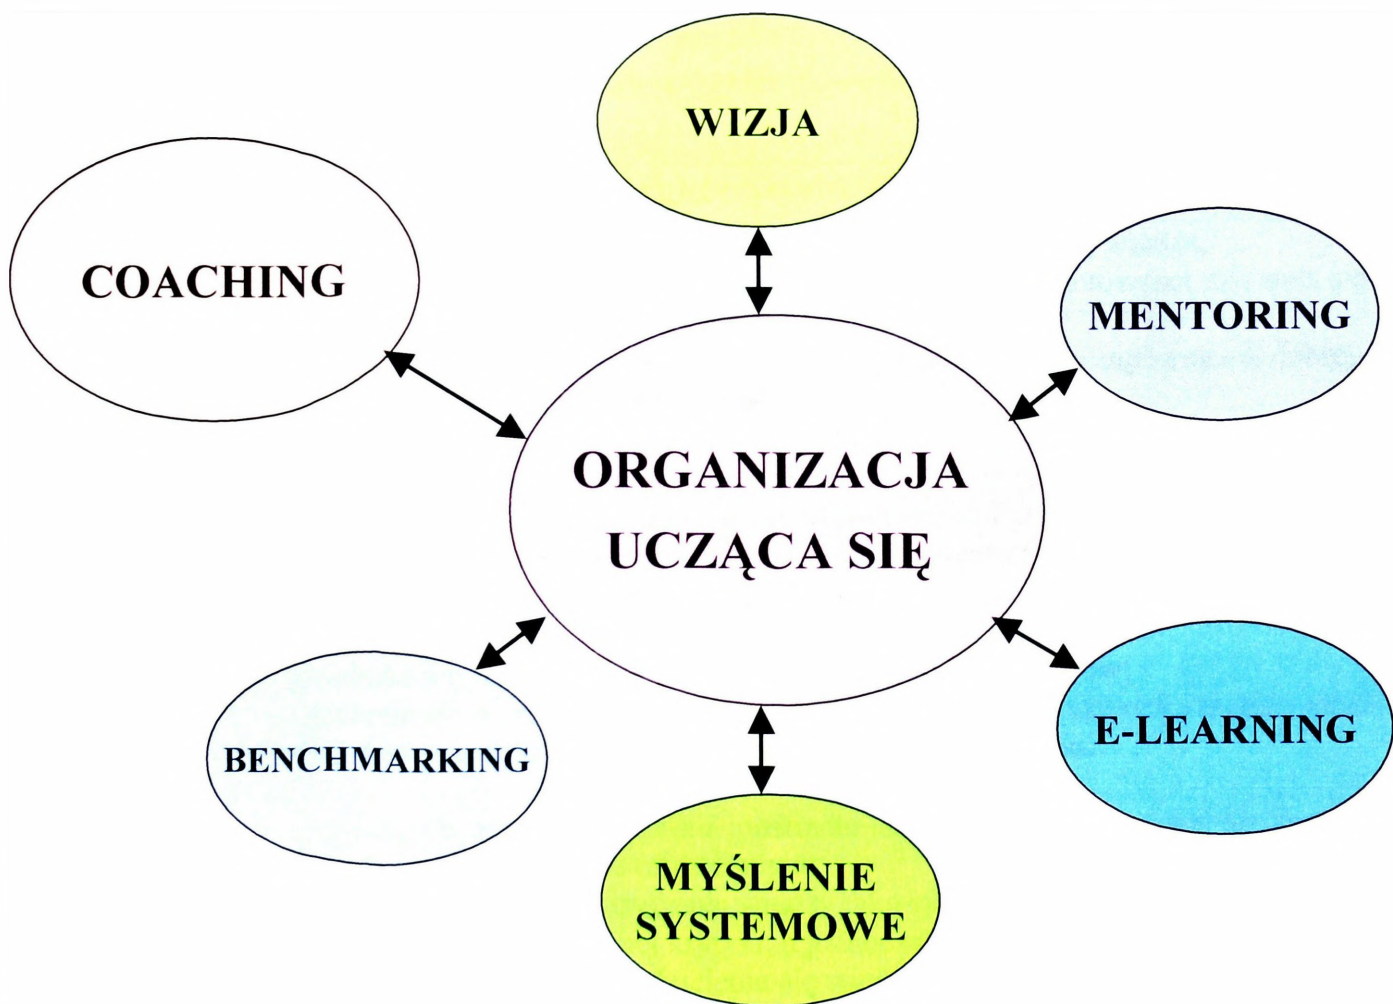 WIZJA
COACHING
MENTORING
ORGANIZACJA
UCZĄCA SIĘ
BENCHMARKING
E-LEARNING
MYŚLENIE
SYSTEMOWE